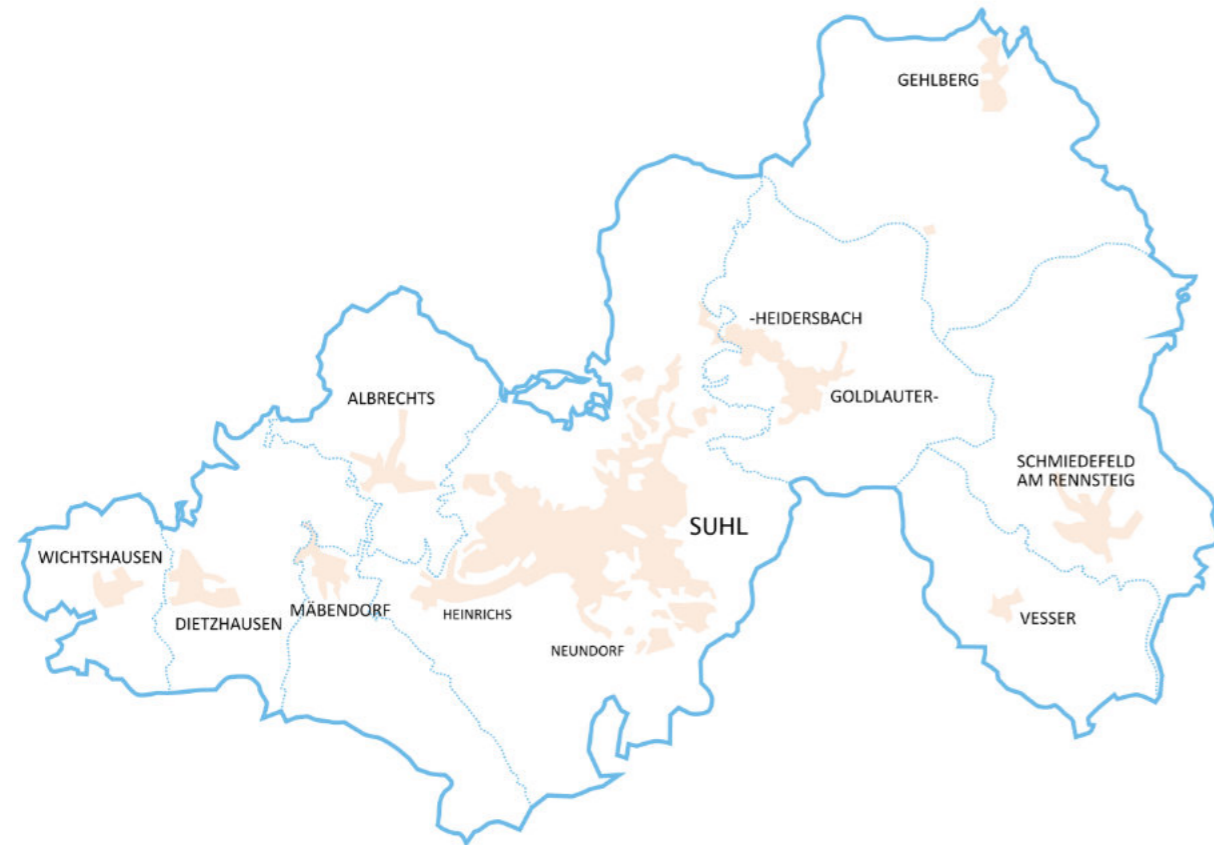 GEHLBERG
-HEIDERSBACH
GOLDLAUTER-
ALBRECHTS
SCHMIEDEFELD
AM RENNSTEIG
SUHL
WICHTSHAUSEN
MÄBENDORF
HEINRICHS
DIETZHAUSEN
VESSER
NEUNDORF